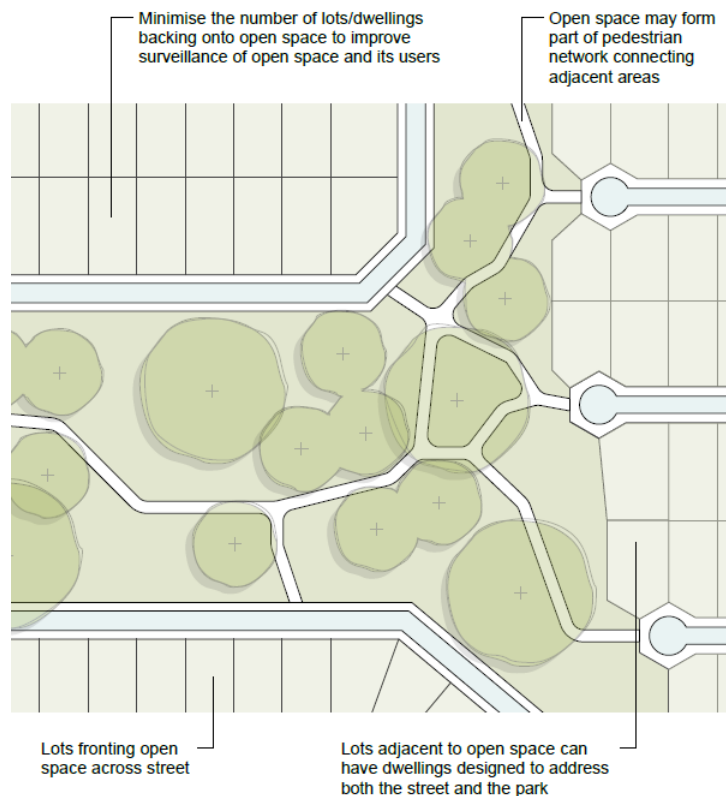 Minimise the number of lots/dwellings
backing onto open space to improve
surveillance of open space and its users
Open space may form
part of pedestrian
network connecting
adjacent areas
Lots fronting open
space across street
Lots adjacent to open space can
have dwellings designed to address
both the street and the park